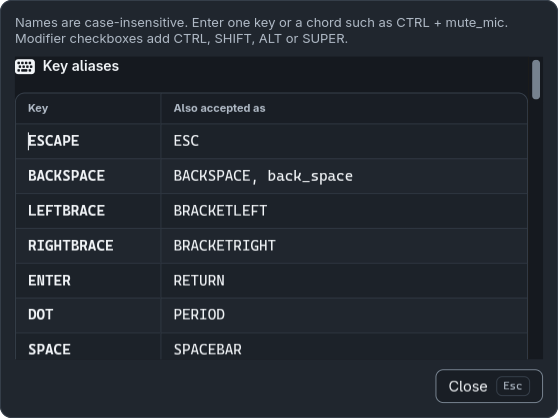 Names are case-insensitive. Enter one key or a chord such as CTRL + mute_mic.
Modifier checkboxes add CTRL, SHIFT, ALT or SUPER.
Key aliases
Key Also accepted as
ESCAPE ESC
BACKSPACE BACKSPACE, back_space
LEFTBRACE BRACKETLEFT
RIGHTBRACE BRACKETRIGHT
ENTER RETURN
DOT PERIOD
SPACE SPACEBAR
Close Esc